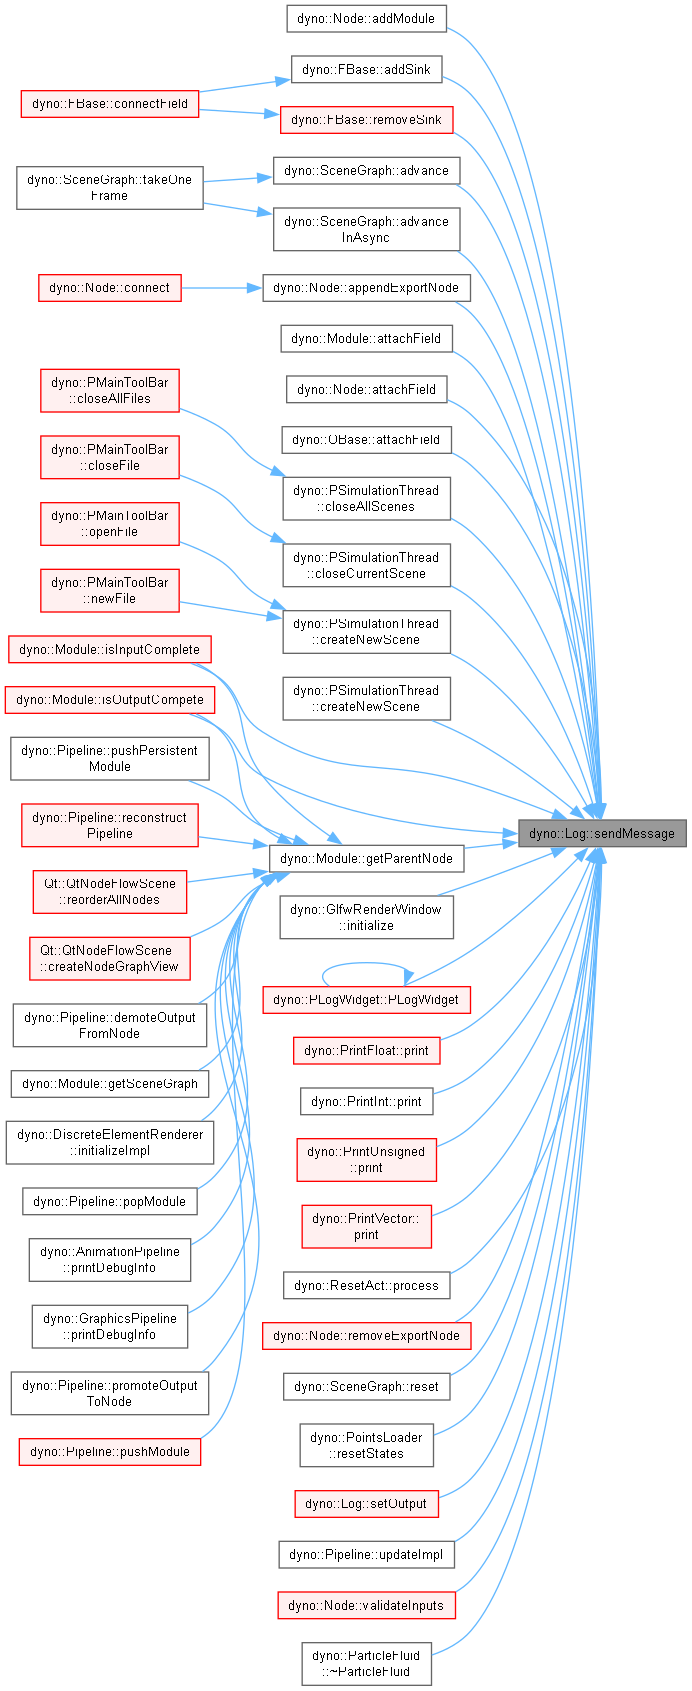 dyno::Node::addModule
dyno::FBase::addSink
dyno::FBase::connectField
dyno::FBase::removeSink
dyno::SceneGraph::advance
dyno::SceneGraph::takeOne
Frame
dyno::SceneGraph::advance
InAsync
dyno::Node::connect
dyno::Node::appendExportNode
dyno::Module::attachField
dyno::PMainToolBar
::closeAllFiles
dyno::Node::attachField
dyno::OBase::attachField
dyno::PMainToolBar
::closeFile
dyno::PSimulationThread
::closeAllScenes
dyno::PMainToolBar
::openFile
dyno::PSimulationThread
::closeCurrentScene
dyno::PMainToolBar
::newFile
dyno::PSimulationThread
::createNewScene
dyno::Module::isInputComplete
dyno::Module::isOutputCompete
dyno::PSimulationThread
::createNewScene
dyno::Pipeline::pushPersistent
Module
dyno::Pipeline::reconstruct
Pipeline
dyno::Log::sendMessage
dyno::Module::getParentNode
Qt::QtNodeFlowScene
::reorderAllNodes
dyno::GlfwRenderWindow
::initialize
Qt::QtNodeFlowScene
::createNodeGraphView
dyno::PLogWidget::PLogWidget
dyno::Pipeline::demoteOutput
FromNode
dyno::PrintFloat::print
dyno::Module::getSceneGraph
dyno::PrintInt::print
dyno::DiscreteElementRenderer
::initializeImpl
dyno::PrintUnsigned
::print
dyno::Pipeline::popModule
dyno::PrintVector::
print
dyno::AnimationPipeline
::printDebugInfo
dyno::ResetAct::process
dyno::GraphicsPipeline
::printDebugInfo
dyno::Node::removeExportNode
dyno::Pipeline::promoteOutput
ToNode
dyno::SceneGraph::reset
dyno::Pipeline::pushModule
dyno::PointsLoader
::resetStates
dyno::Log::setOutput
dyno::Pipeline::updateImpl
dyno::Node::validateInputs
dyno::ParticleFluid
::~ParticleFluid